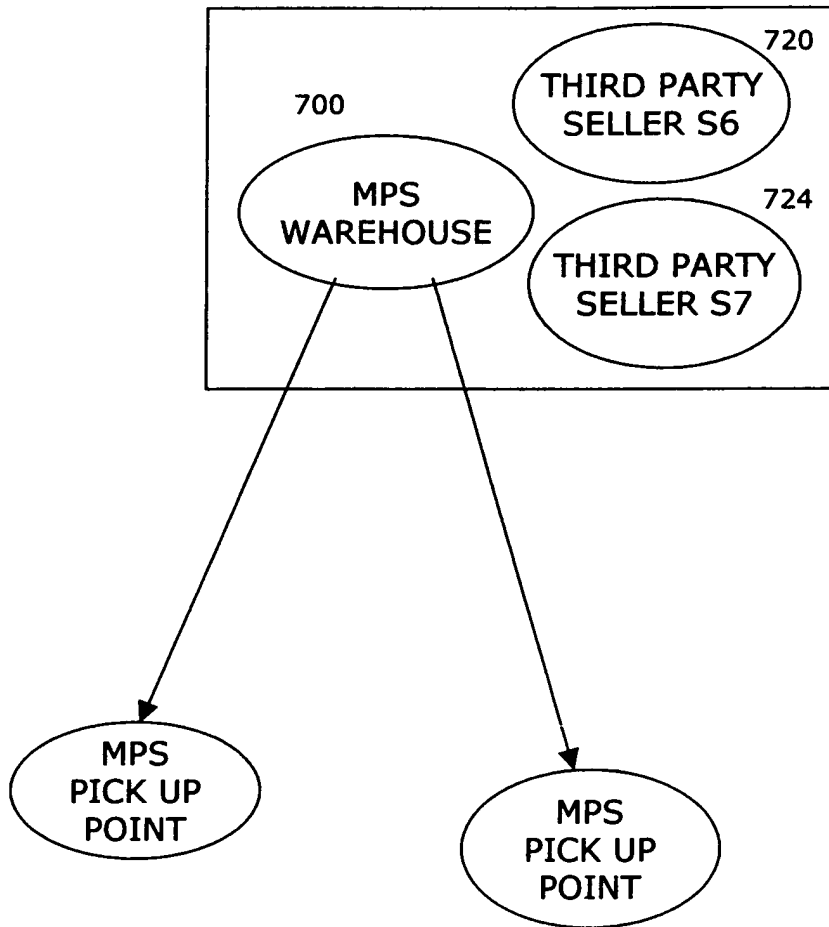 720
THIRD PARTY
SELLER S6
700
MPS
WAREHOUSE
724
THIRD PARTY
SELLER S7
MPS
PICK UP
POINT
MPS
PICK UP
POINT